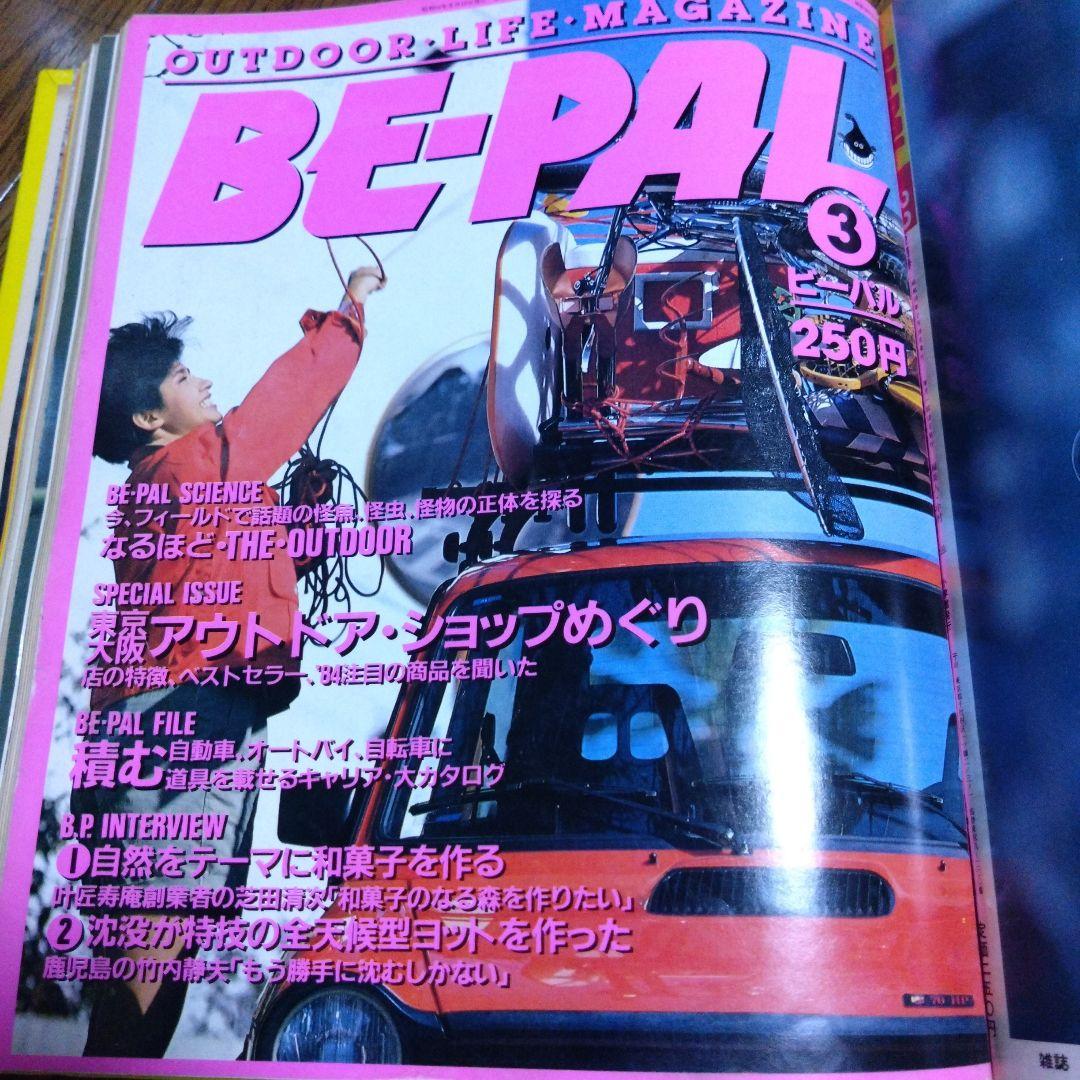 OUTDOOR・LIFE・MAGAZINE
BE-PAL
3
ビーパル
250円
BE-PAL SCIENCE
今、フィールドで話題の怪魚、怪虫、怪物の正体を探る
なるほど・THE・OUTDOOR
SPECIAL ISSUE
東京
大阪
アウトドア・ショップめぐり
店の特徴、ベストセラー、'84注目の商品を聞いた
BE-PAL FILE
積む
自動車、オートバイ、自転車に
道具を載せるキャリア・大カタログ
B.P. INTERVIEW
❶自然をテーマに和菓子を作る
叶匠寿庵創業者の芝田清次「和菓子のなる森を作りたい」
❷沈没が特技の全天候型ヨットを作った
鹿児島の竹内静夫「もう勝手に沈むしかない」
雑誌